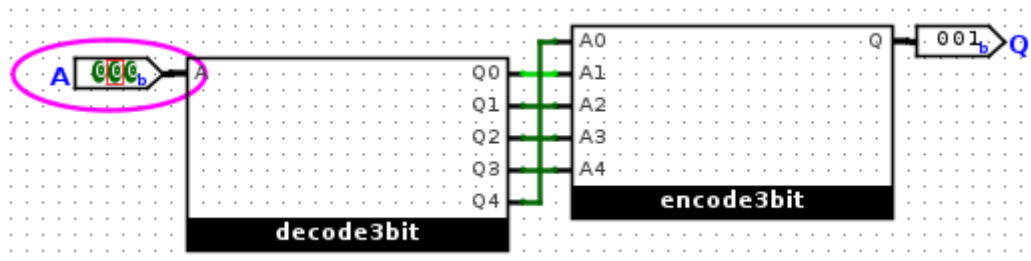 A 000b A
Q0
Q1
Q2
Q3
Q4
decode3bit
A0 Q
A1
A2
A3
A4
encode3bit
001b Q